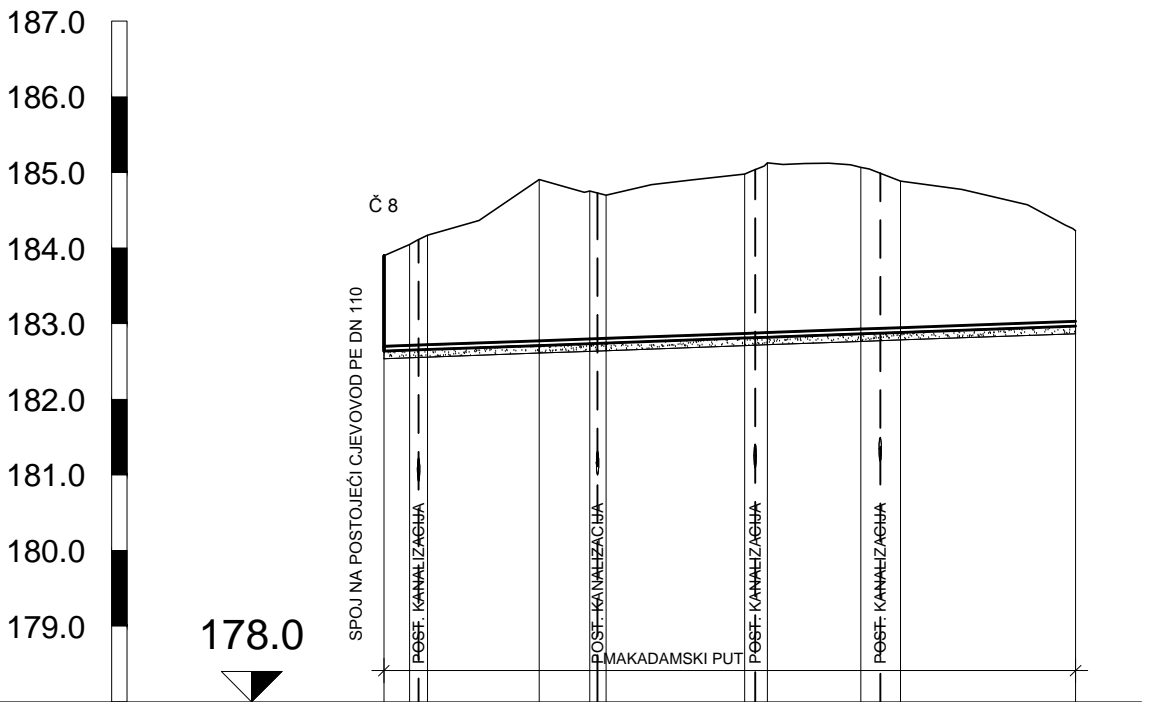 187.0
186.0
185.0
184.0
183.0
182.0
181.0
180.0
179.0
178.0
Č 8
SPOJ NA POSTOJEĆI CJEVOVOD PE DN 110
POST. KANALIZACIJA
POST. KANALIZACIJA
POST. KANALIZACIJA
POST. KANALIZACIJA
MAKADAMSKI PUT